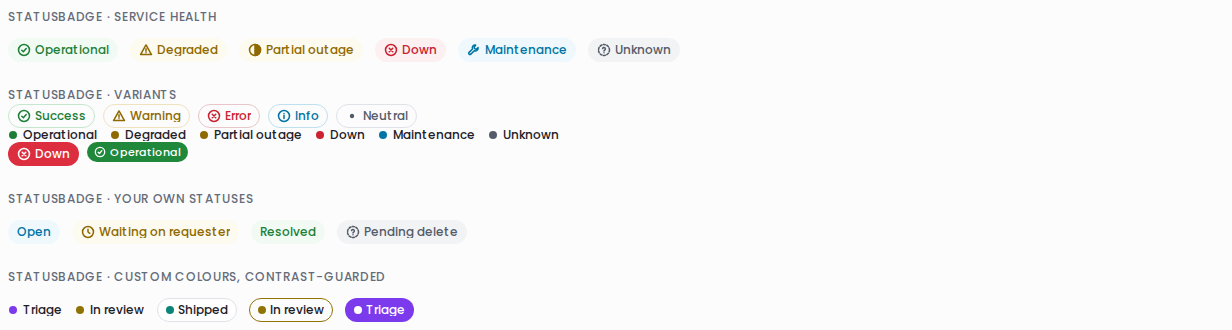 STATUSBADGE · SERVICE HEALTH
Operational Degraded Partial outage Down Maintenance Unknown
STATUSBADGE · VARIANTS
Success Warning Error Info Neutral
Operational Degraded Partial outage Down Maintenance Unknown
Down Operational
STATUSBADGE · YOUR OWN STATUSES
Open Waiting on requester Resolved Pending delete
STATUSBADGE · CUSTOM COLOURS, CONTRAST-GUARDED
Triage In review Shipped In review Triage